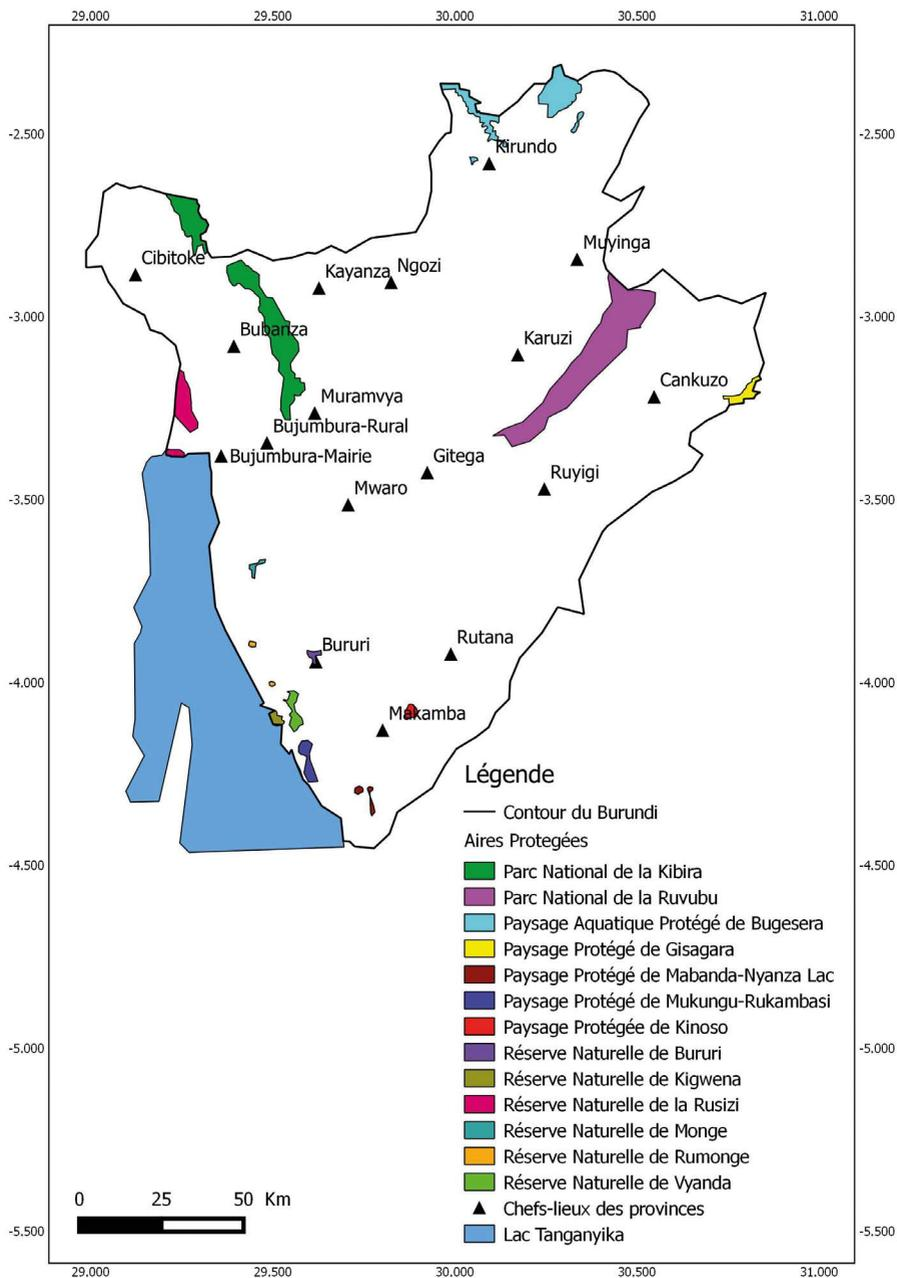 29.000 29.500 30.000 30.500 31.000
-2.500 -2.500
Kirundo
Muyinga
Cibitoke
Kayanza Ngozi
-3.000 -3.000
Bubanza
Karuzi
Cankuzo
Muramvya
Bujumbura-Rural
Bujumbura-Mairie
Gitega
Ruyigi
Mwaro
-3.500 -3.500
Bururi
Rutana
-4.000 -4.000
Makamba
Légende
Contour du Burundi
Aires Protegées
-4.500 -4.500
Parc National de la Kibira
Parc National de la Ruvubu
Paysage Aquatique Protégé de Bugesera
Paysage Protégé de Gisagara
Paysage Protégé de Mabanda-Nyanza Lac
Paysage Protégé de Mukungu-Rukambasi
Paysage Protégée de Kinoso
-5.000 -5.000
Réserve Naturelle de Bururi
Réserve Naturelle de Kigwena
Réserve Naturelle de la Rusizi
Réserve Naturelle de Monge
Réserve Naturelle de Rumonge
Réserve Naturelle de Vyanda
Chefs-lieux des provinces
Lac Tanganyika
0 25 50 Km
-5.500 -5.500
29.000 29.500 30.000 30.500 31.000